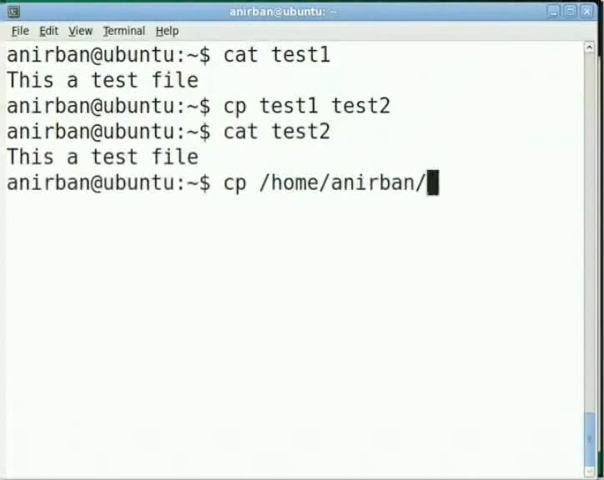 anirban@ubuntu: ~
File Edit View Terminal Help
anirban@ubuntu:~$ cat test1
This a test file
anirban@ubuntu:~$ cp test1 test2
anirban@ubuntu:~$ cat test2
This a test file
anirban@ubuntu:~$ cp /home/anirban/